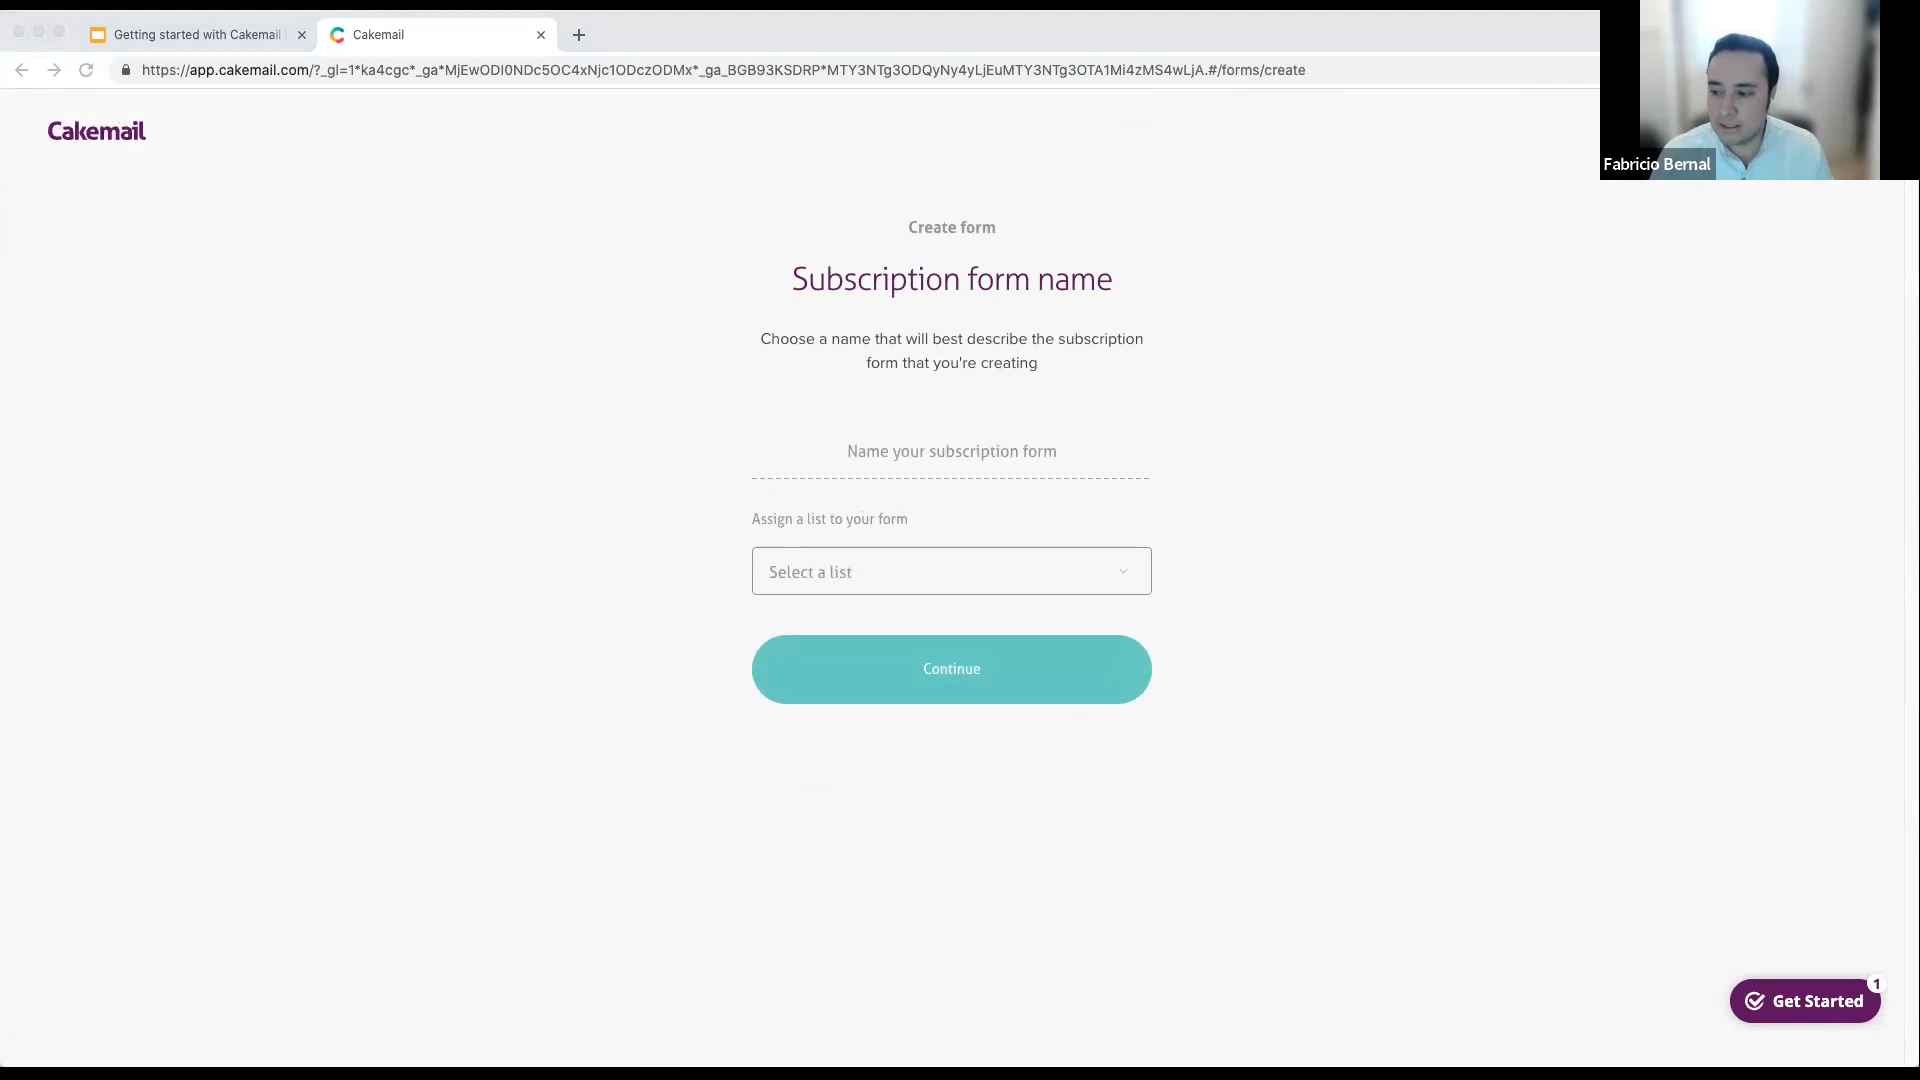 Getting started with Cakemail
Cakemail
https://app.cakemail.com/?_gl=1*ka4cgc*_ga*MjEwODI0NDc5OC4xNjc1ODczODMx*_ga_BGB93KSDRP*MTY3NTg3ODQyNy4yLjEuMTY3NTg3OTA1Mi4zMS4wLjA.#/forms/create
Fabricio Bernal
Cakemail
Create form
Subscription form name
Choose a name that will best describe the subscription
form that you're creating
Name your subscription form
Assign a list to your form
Select a list
Continue
Get Started
1